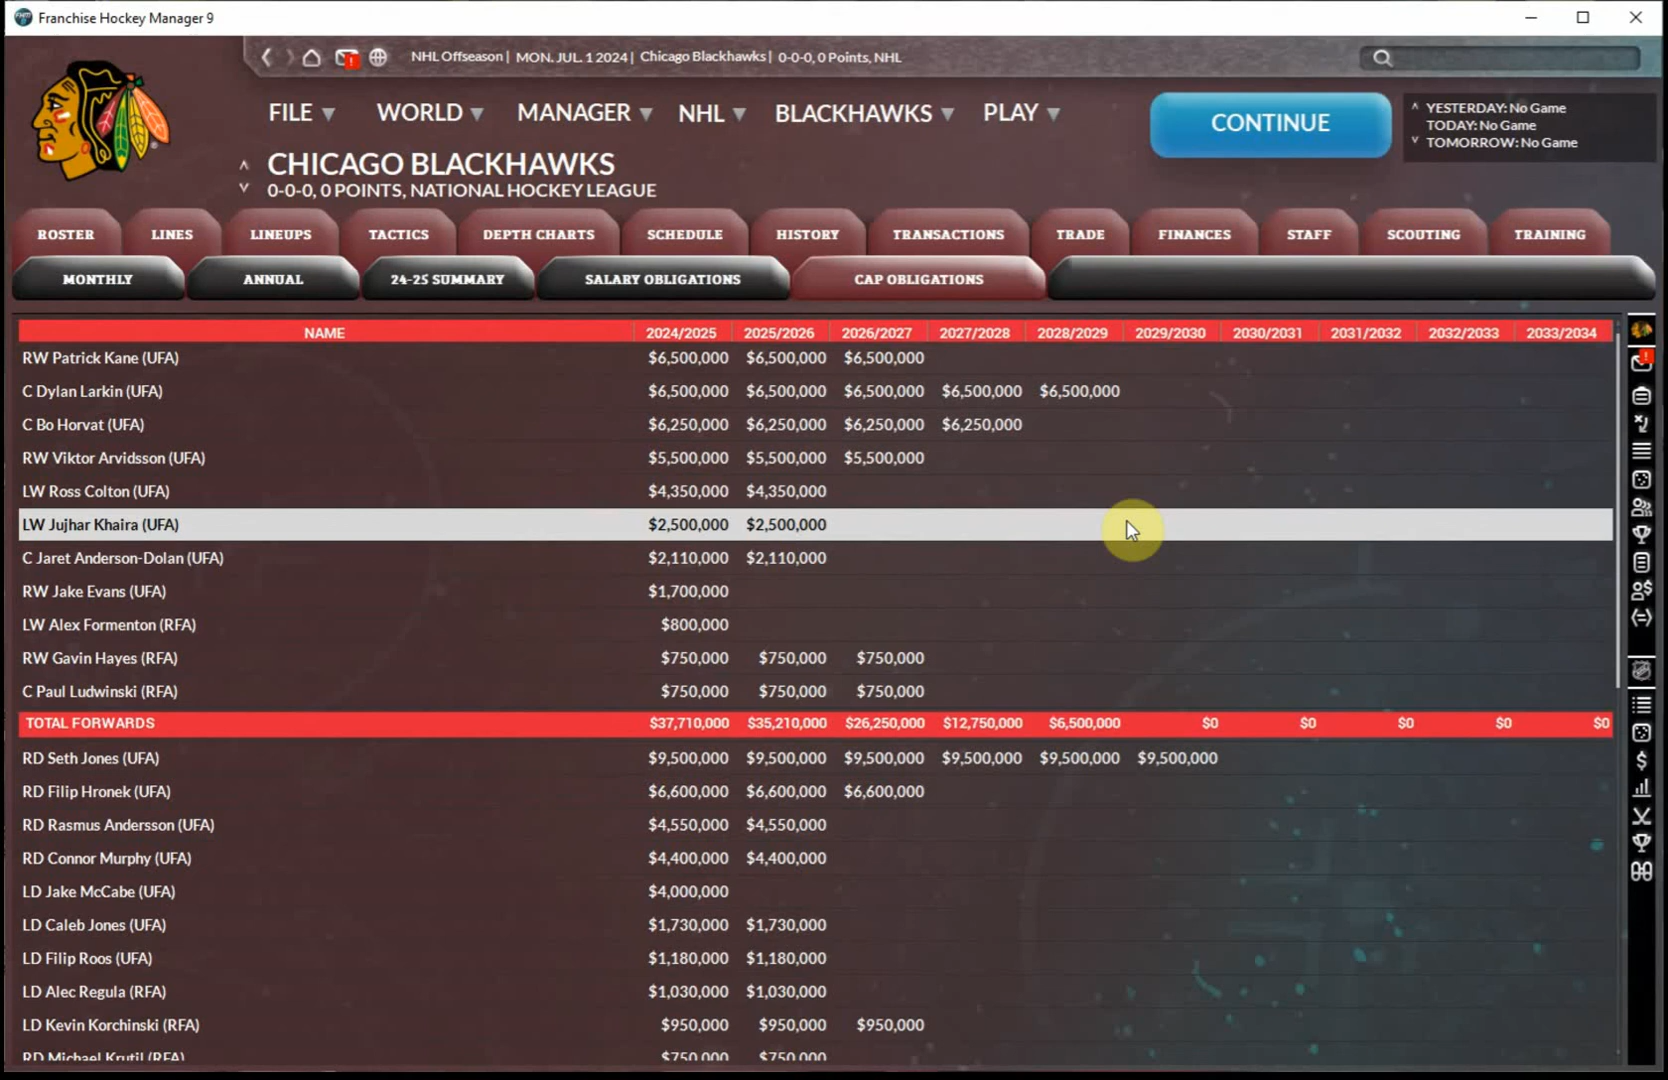 Franchise Hockey Manager 9
NHL Offseason | MON. JUL. 1 2024 | Chicago Blackhawks | 0-0-0, 0 Points, NHL
FILE WORLD MANAGER NHL BLACKHAWKS PLAY
CONTINUE
YESTERDAY: No Game
TODAY: No Game
TOMORROW: No Game
CHICAGO BLACKHAWKS
0-0-0, 0 POINTS, NATIONAL HOCKEY LEAGUE
ROSTER LINES LINEUPS TACTICS DEPTH CHARTS SCHEDULE HISTORY TRANSACTIONS TRADE FINANCES STAFF SCOUTING TRAINING
MONTHLY ANNUAL 24-25 SUMMARY SALARY OBLIGATIONS CAP OBLIGATIONS
NAME 2024/2025 2025/2026 2026/2027 2027/2028 2028/2029 2029/2030 2030/2031 2031/2032 2032/2033 2033/2034
RW Patrick Kane (UFA) $6,500,000 $6,500,000 $6,500,000
C Dylan Larkin (UFA) $6,500,000 $6,500,000 $6,500,000 $6,500,000 $6,500,000
C Bo Horvat (UFA) $6,250,000 $6,250,000 $6,250,000 $6,250,000
RW Viktor Arvidsson (UFA) $5,500,000 $5,500,000 $5,500,000
LW Ross Colton (UFA) $4,350,000 $4,350,000
LW Jujhar Khaira (UFA) $2,500,000 $2,500,000
C Jaret Anderson-Dolan (UFA) $2,110,000 $2,110,000
RW Jake Evans (UFA) $1,700,000
LW Alex Formenton (RFA) $800,000
RW Gavin Hayes (RFA) $750,000 $750,000 $750,000
C Paul Ludwinski (RFA) $750,000 $750,000 $750,000
TOTAL FORWARDS $37,710,000 $35,210,000 $26,250,000 $12,750,000 $6,500,000 $0 $0 $0 $0 $0
RD Seth Jones (UFA) $9,500,000 $9,500,000 $9,500,000 $9,500,000 $9,500,000 $9,500,000
RD Filip Hronek (UFA) $6,600,000 $6,600,000 $6,600,000
RD Rasmus Andersson (UFA) $4,550,000 $4,550,000
RD Connor Murphy (UFA) $4,400,000 $4,400,000
LD Jake McCabe (UFA) $4,000,000
LD Caleb Jones (UFA) $1,730,000 $1,730,000
LD Filip Roos (UFA) $1,180,000 $1,180,000
LD Alec Regula (RFA) $1,030,000 $1,030,000
LD Kevin Korchinski (RFA) $950,000 $950,000 $950,000
RD Michael Krutil (RFA) $750,000 $750,000